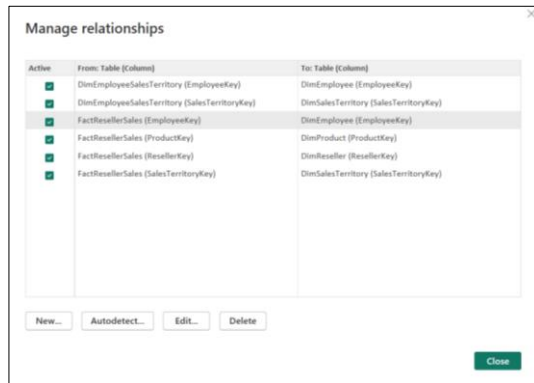 Manage relationships
Active From: Table (Column) To: Table (Column)
DimEmployeeSalesTerritory (EmployeeKey) DimEmployee (EmployeeKey)
DimEmployeeSalesTerritory (SalesTerritoryKey) DimSalesTerritory (SalesTerritoryKey)
FactResellerSales (EmployeeKey) DimEmployee (EmployeeKey)
FactResellerSales (ProductKey) DimProduct (ProductKey)
FactResellerSales (ResellerKey) DimReseller (ResellerKey)
FactResellerSales (SalesTerritoryKey) DimSalesTerritory (SalesTerritoryKey)
New... Autodetect... Edit... Delete
Close